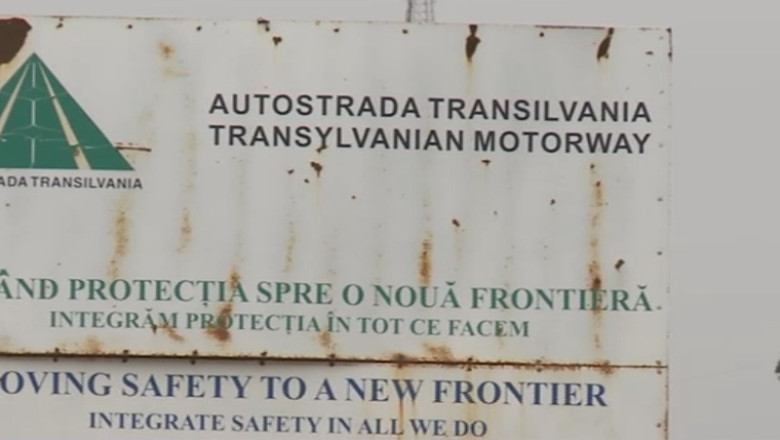 AUTOSTRADA TRANSILVANIA
TRANSYLVANIAN MOTORWAY
ADA TRANSILVANIA
ÂND PROTECȚIA SPRE O NOUĂ FRONTIERĂ
INTEGRĂM PROTECȚIA ÎN TOT CE FACEM
OVING SAFETY TO A NEW FRONTIER
INTEGRATE SAFETY IN ALL WE DO